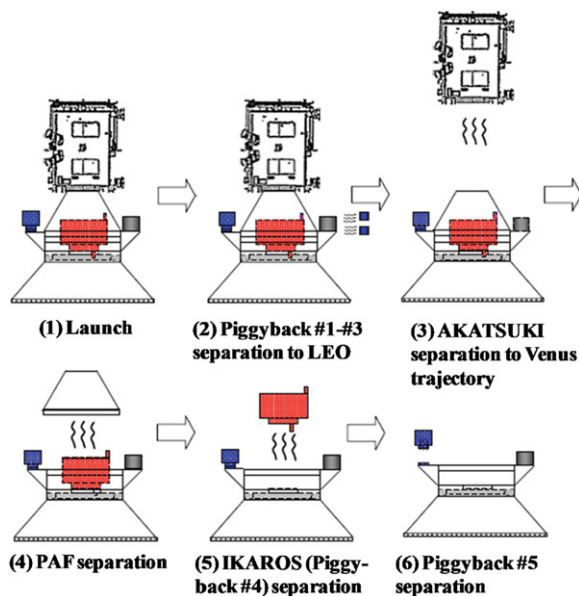 (1) Launch
(2) Piggyback #1-#3
separation to LEO
(3) AKATSUKI
separation to Venus
trajectory
(4) PAF separation
(5) IKAROS (Piggy-
back #4) separation
(6) Piggyback #5
separation